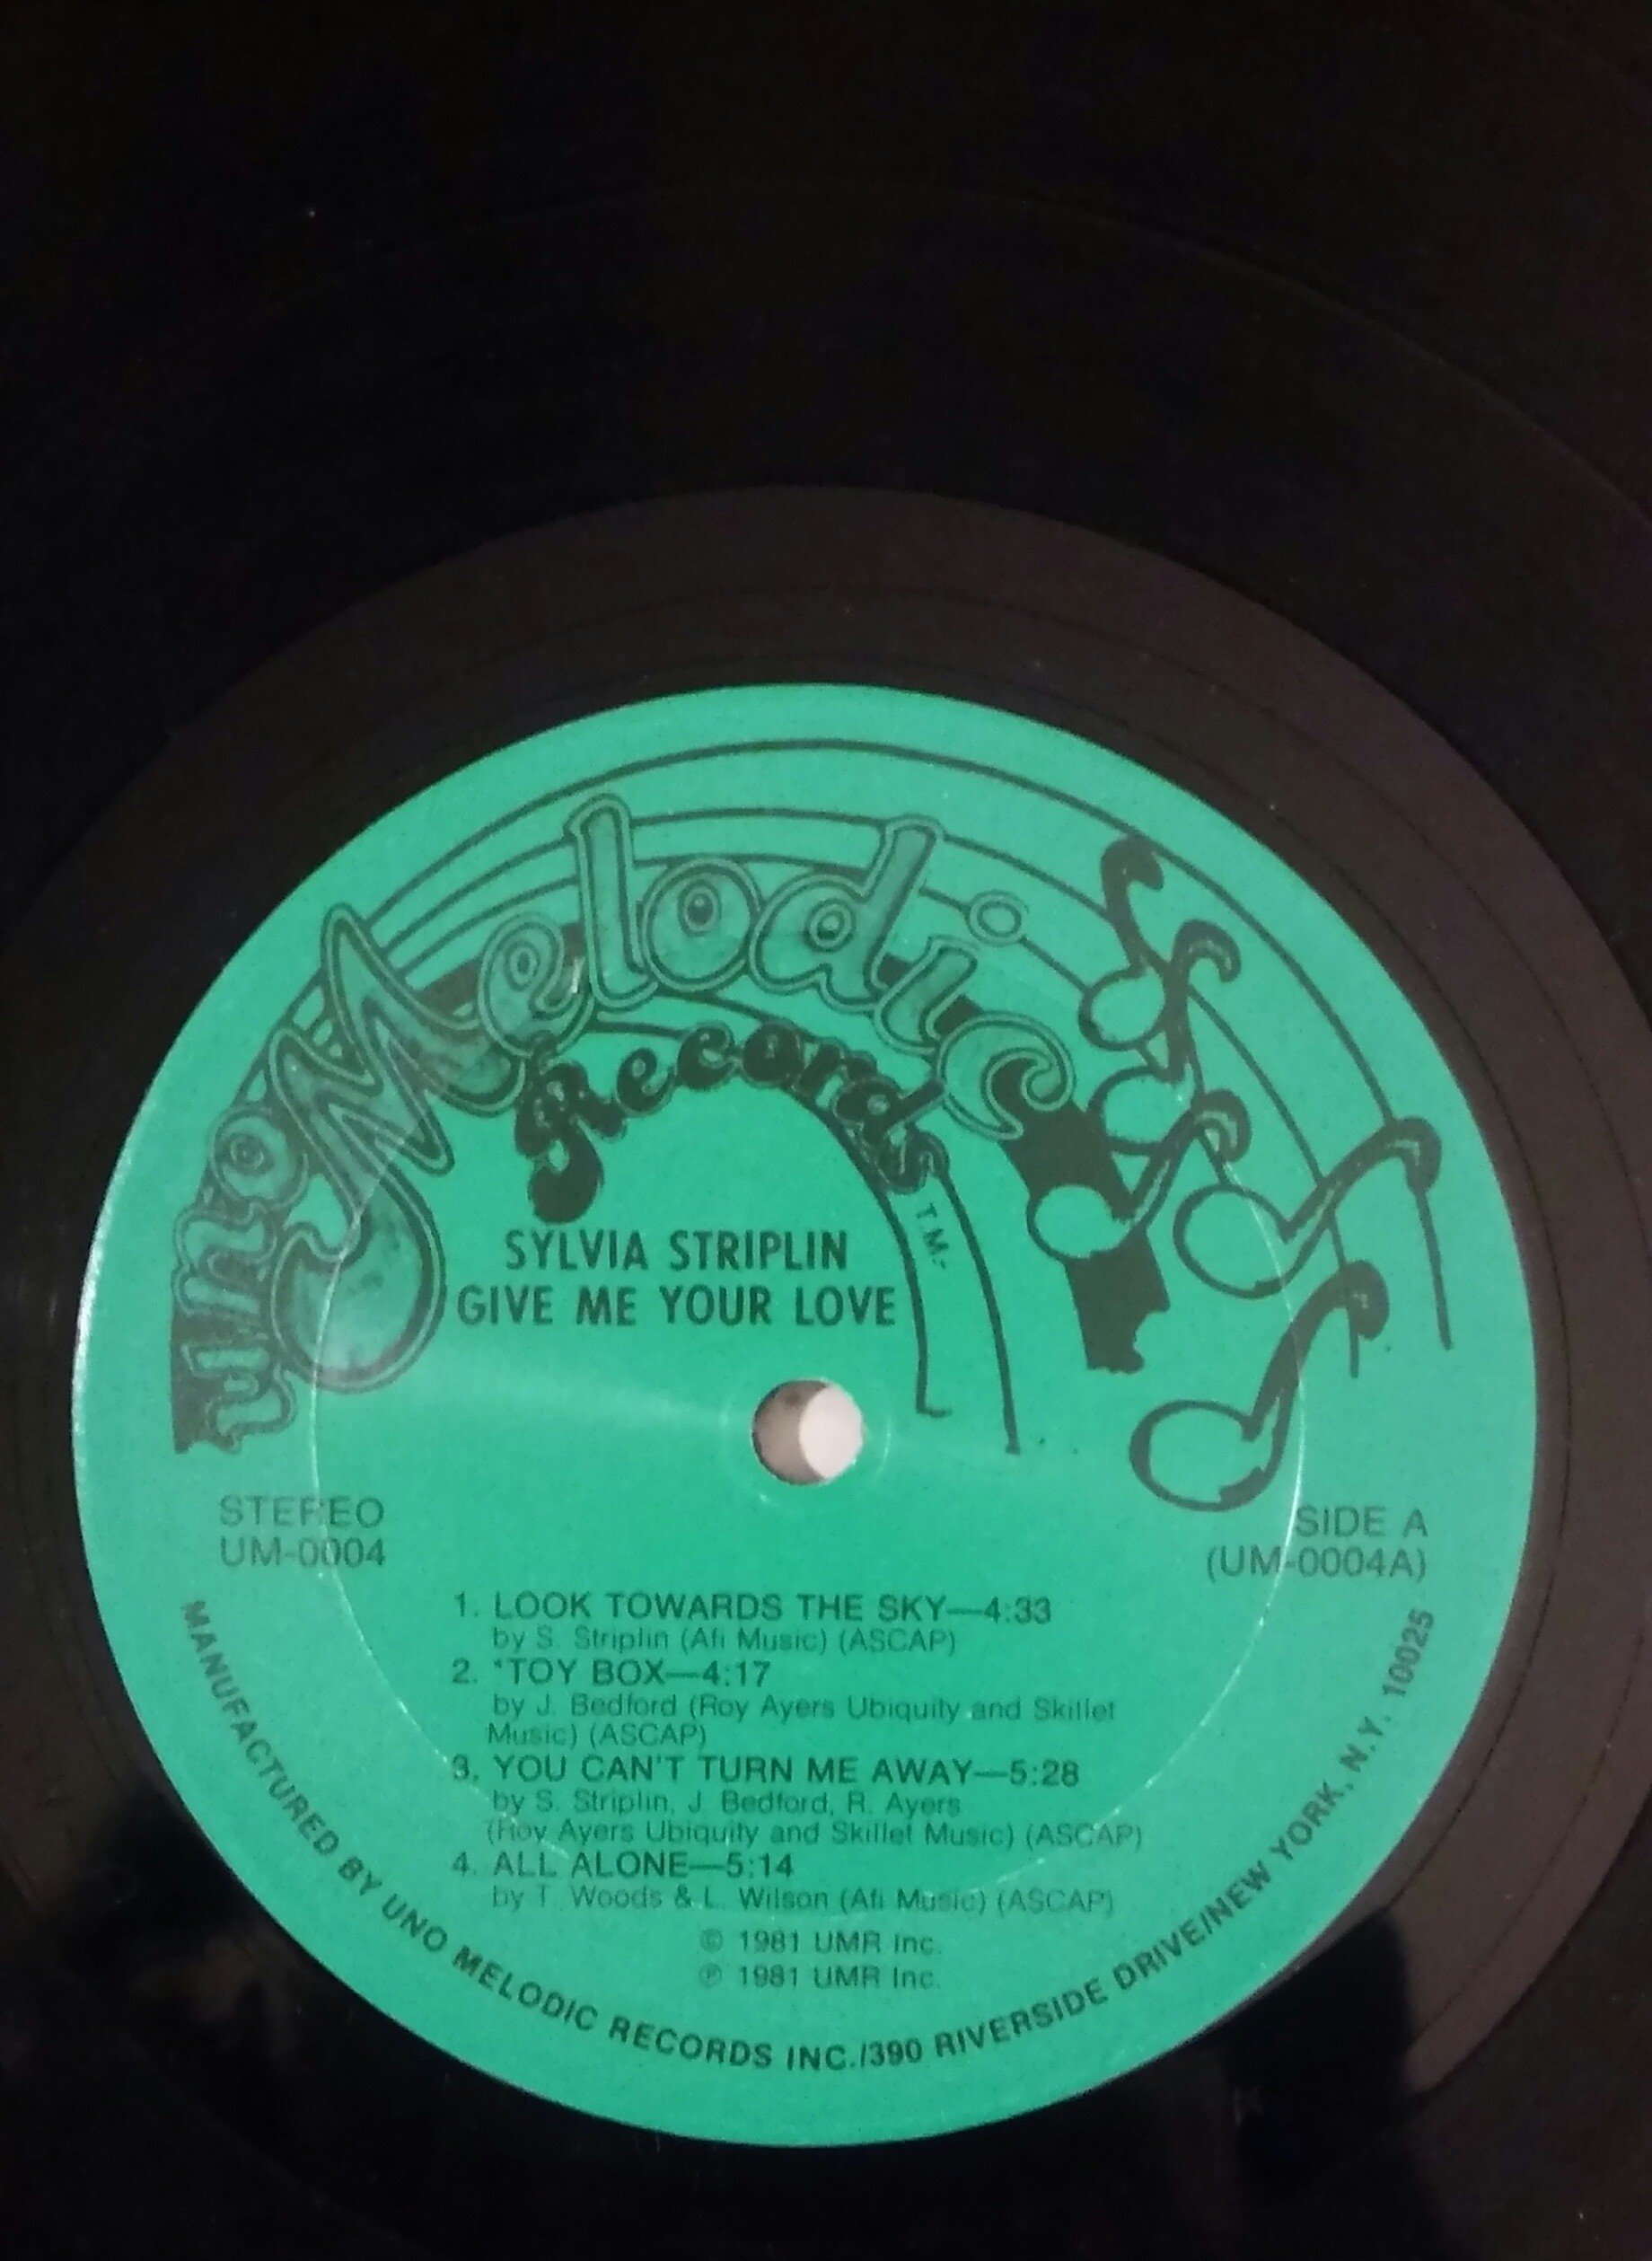 uno Melodic
Records
T.M.
SYLVIA STRIPLIN
GIVE ME YOUR LOVE
STEREO
UM-0004
SIDE A
(UM-0004A)
1. LOOK TOWARDS THE SKY—4:33
by S. Striplin (Afi Music) (ASCAP)
2. *TOY BOX—4:17
by J. Bedford (Roy Ayers Ubiquity and Skillet
Music) (ASCAP)
3. YOU CAN'T TURN ME AWAY—5:28
by S. Striplin, J. Bedford, R. Ayers
(Roy Ayers Ubiquity and Skillet Music) (ASCAP)
4. ALL ALONE—5:14
by T. Woods & L. Wilson (Afi Music) (ASCAP)
© 1981 UMR Inc.
℗ 1981 UMR Inc.
MANUFACTURED BY UNO MELODIC RECORDS INC./390 RIVERSIDE DRIVE/NEW YORK, N.Y. 10025